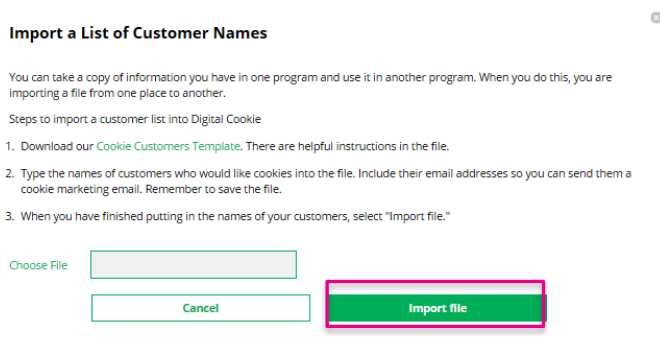 Import a List of Customer Names
You can take a copy of information you have in one program and use it in another program. When you do this, you are
importing a file from one place to another.
Steps to import a customer list into Digital Cookie
1. Download our Cookie Customers Template. There are helpful instructions in the file.
2. Type the names of customers who would like cookies into the file. Include their email addresses so you can send them a
cookie marketing email. Remember to save the file.
3. When you have finished putting in the names of your customers, select "Import file."
Choose File
Cancel Import file